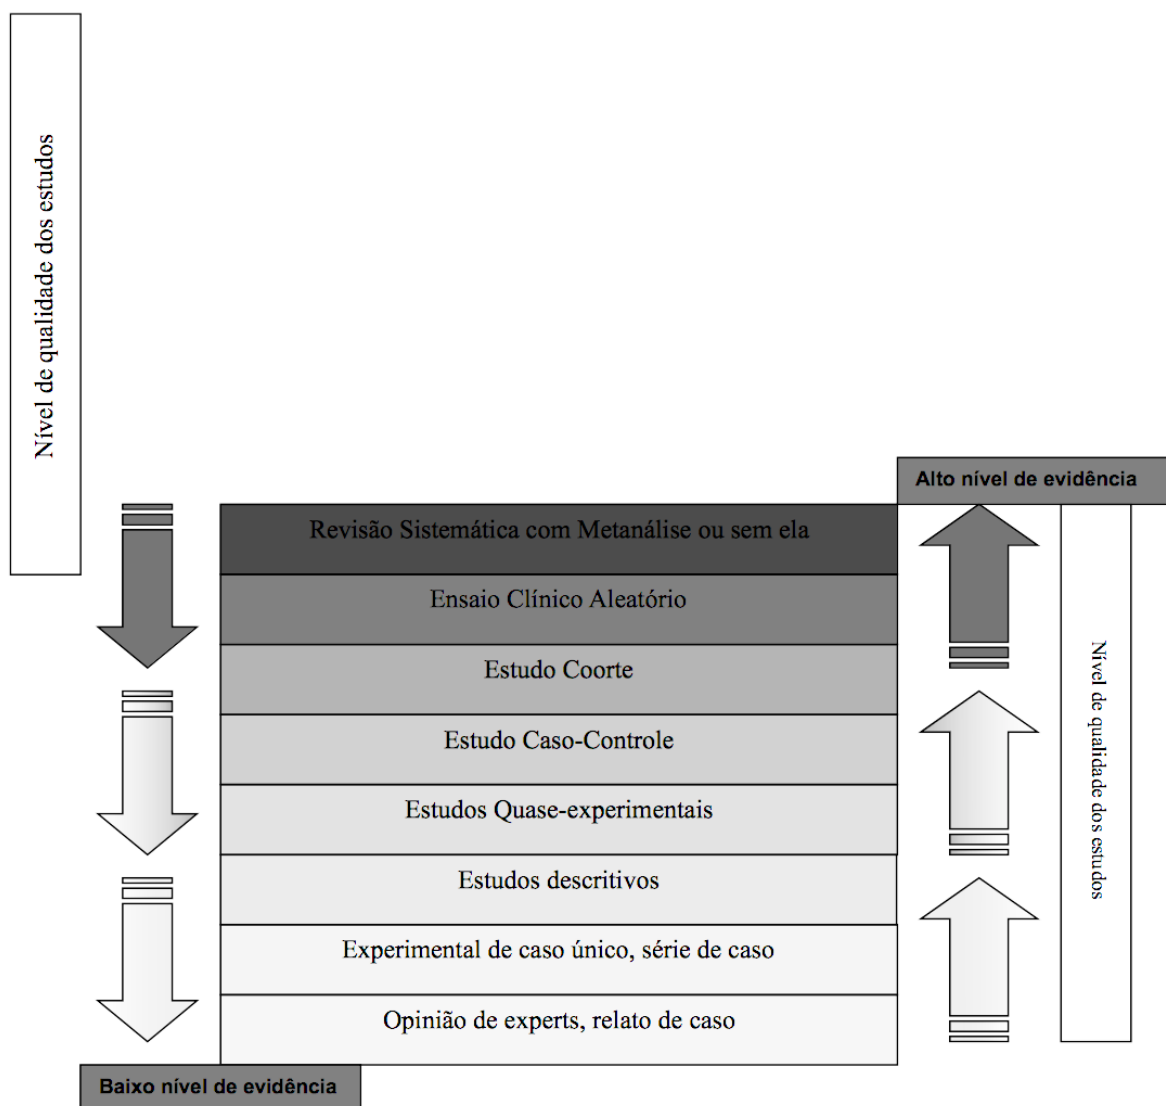 Nível de qualidade dos estudos
Alto nível de evidência
Revisão Sistemática com Metanálise ou sem ela
Ensaio Clínico Aleatório
Estudo Coorte
Estudo Caso-Controle
Estudos Quase-experimentais
Estudos descritivos
Experimental de caso único, série de caso
Opinião de experts, relato de caso
Nível de qualidade dos estudos
Baixo nível de evidência